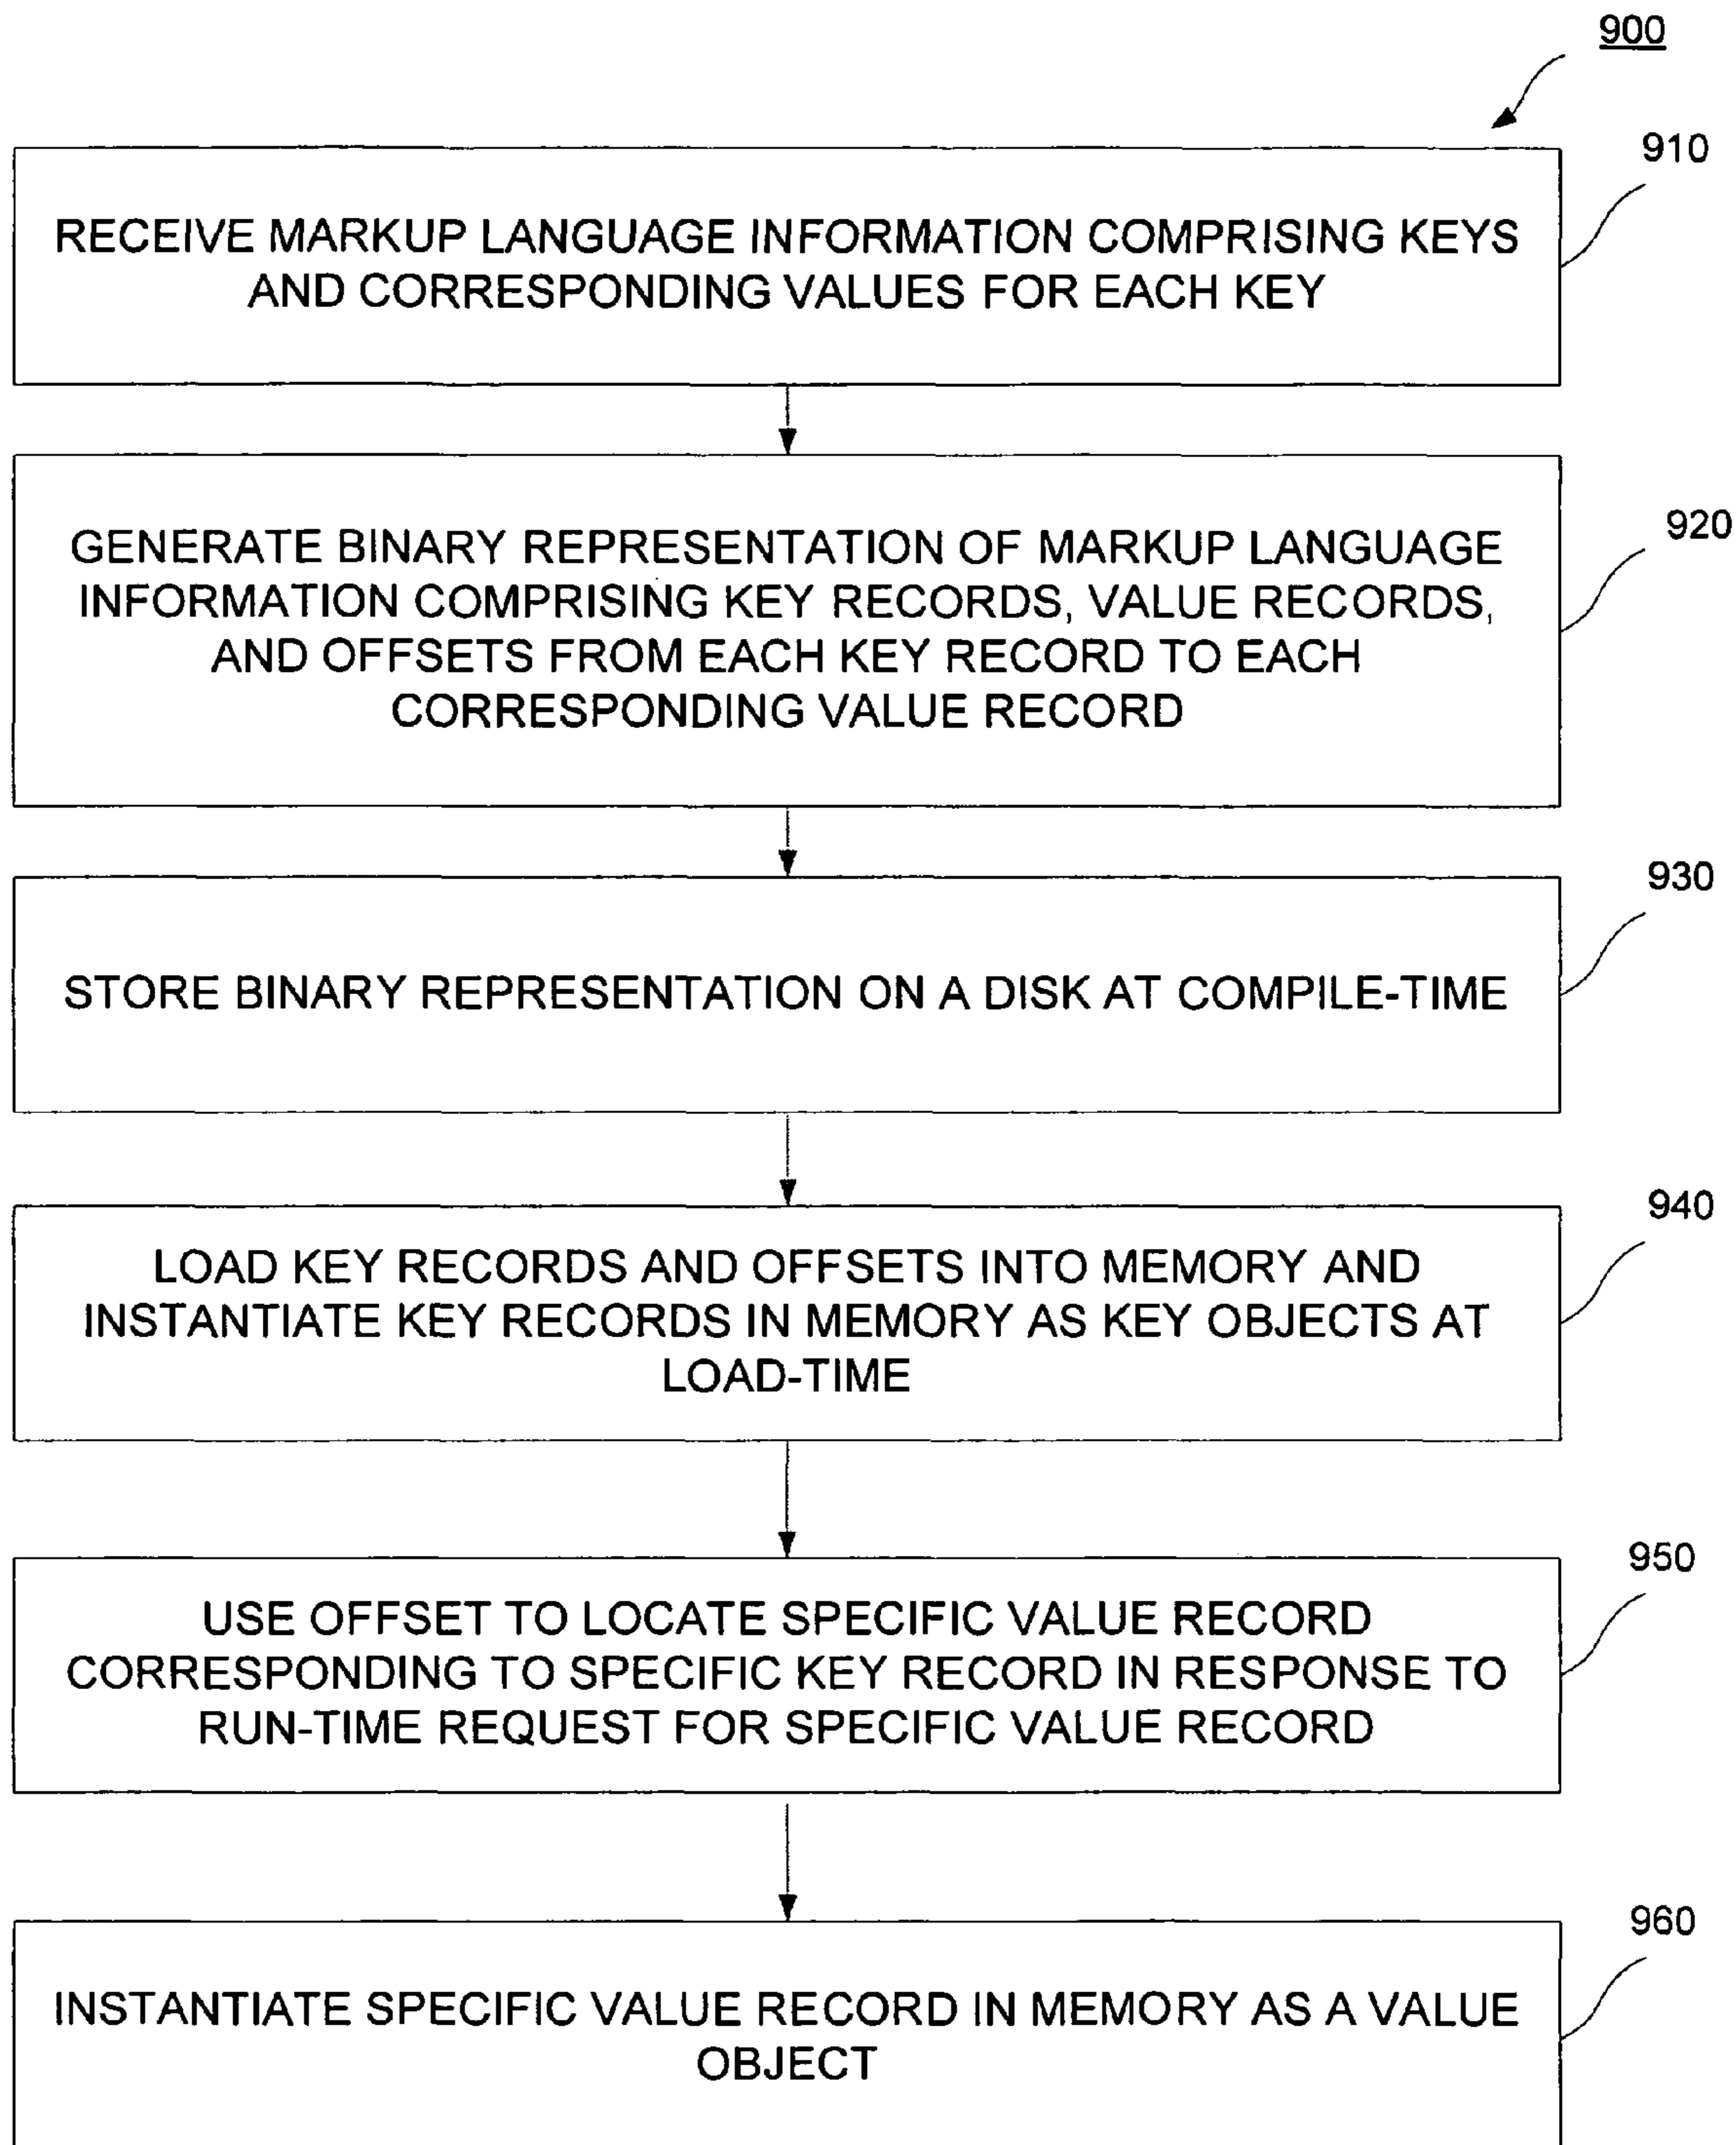 900
910
RECEIVE MARKUP LANGUAGE INFORMATION COMPRISING KEYS
AND CORRESPONDING VALUES FOR EACH KEY
920
GENERATE BINARY REPRESENTATION OF MARKUP LANGUAGE
INFORMATION COMPRISING KEY RECORDS, VALUE RECORDS,
AND OFFSETS FROM EACH KEY RECORD TO EACH
CORRESPONDING VALUE RECORD
930
STORE BINARY REPRESENTATION ON A DISK AT COMPILE-TIME
940
LOAD KEY RECORDS AND OFFSETS INTO MEMORY AND
INSTANTIATE KEY RECORDS IN MEMORY AS KEY OBJECTS AT
LOAD-TIME
950
USE OFFSET TO LOCATE SPECIFIC VALUE RECORD
CORRESPONDING TO SPECIFIC KEY RECORD IN RESPONSE TO
RUN-TIME REQUEST FOR SPECIFIC VALUE RECORD
960
INSTANTIATE SPECIFIC VALUE RECORD IN MEMORY AS A VALUE
OBJECT